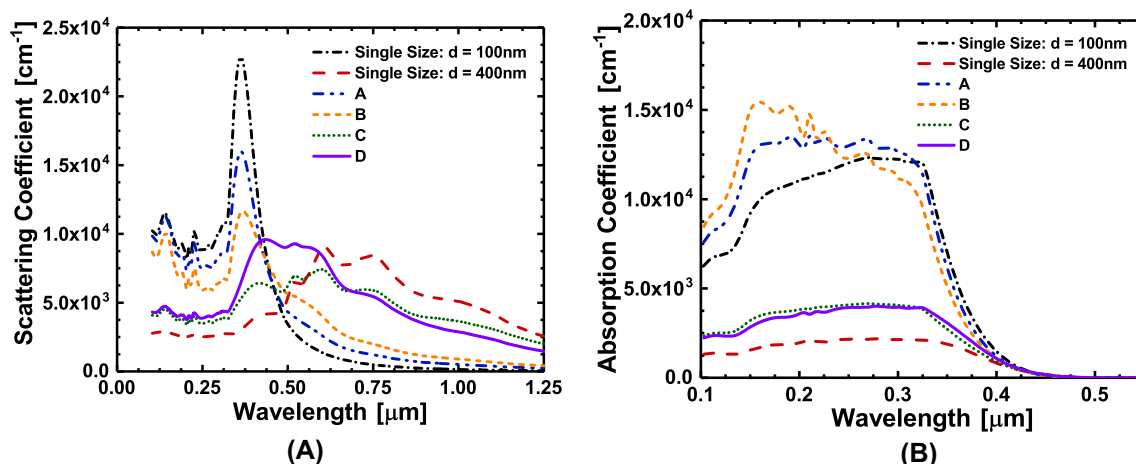 2.5x10⁴
2.0x10⁴
1.5x10⁴
1.0x10⁴
5.0x10³
0.0
Scattering Coefficient [cm⁻¹]
Single Size: d = 100nm
Single Size: d = 400nm
A
B
C
D
0.00 0.25 0.50 0.75 1.00 1.25
Wavelength [μm]
(A)
2.0x10⁴
1.5x10⁴
1.0x10⁴
5.0x10³
0.0
Absorption Coefficient [cm⁻¹]
Single Size: d = 100nm
Single Size: d = 400nm
A
B
C
D
0.1 0.2 0.3 0.4 0.5
Wavelength [μm]
(B)